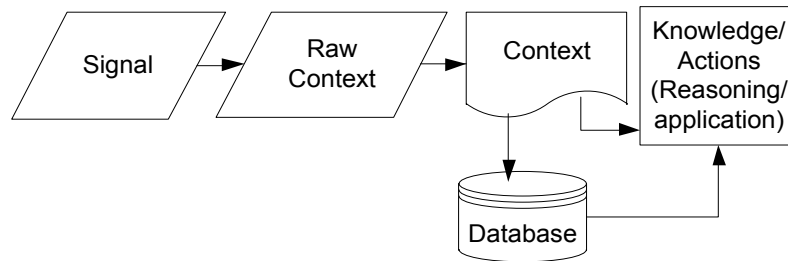 Signal
Raw
Context
Context
Knowledge/
Actions
(Reasoning/
application)
Database